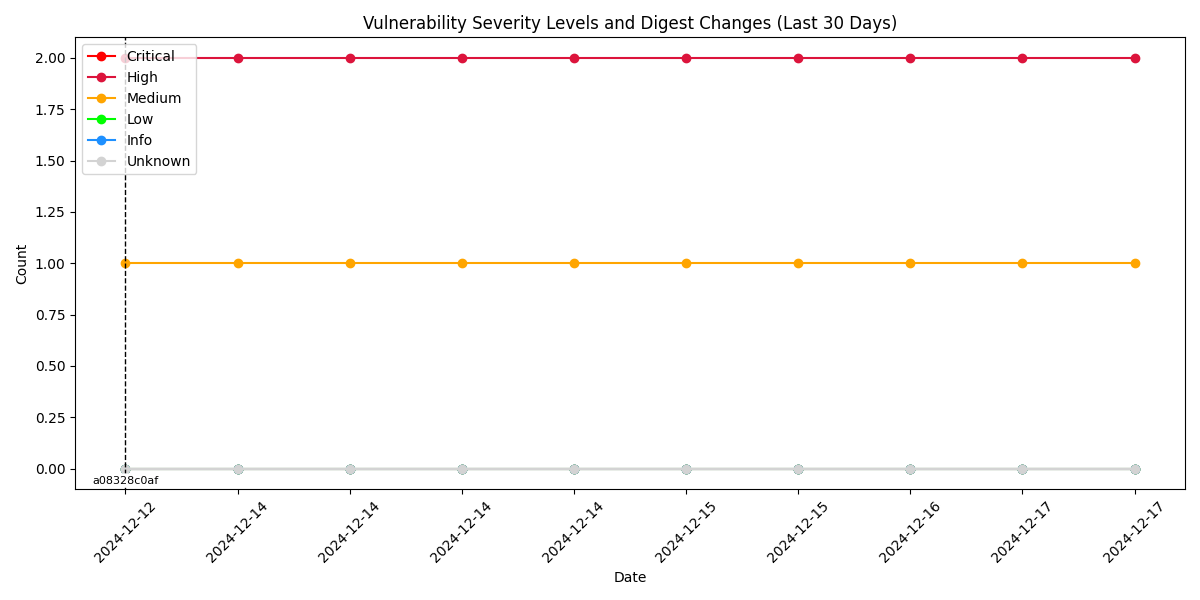 Vulnerability Severity Levels and Digest Changes (Last 30 Days)
Critical
High
Medium
Low
Info
Unknown
2.00
1.75
1.50
1.25
1.00
0.75
0.50
0.25
0.00
Count
a08328c0af
2024-12-12
2024-12-14
2024-12-14
2024-12-14
2024-12-14
2024-12-15
2024-12-15
2024-12-16
2024-12-17
2024-12-17
Date